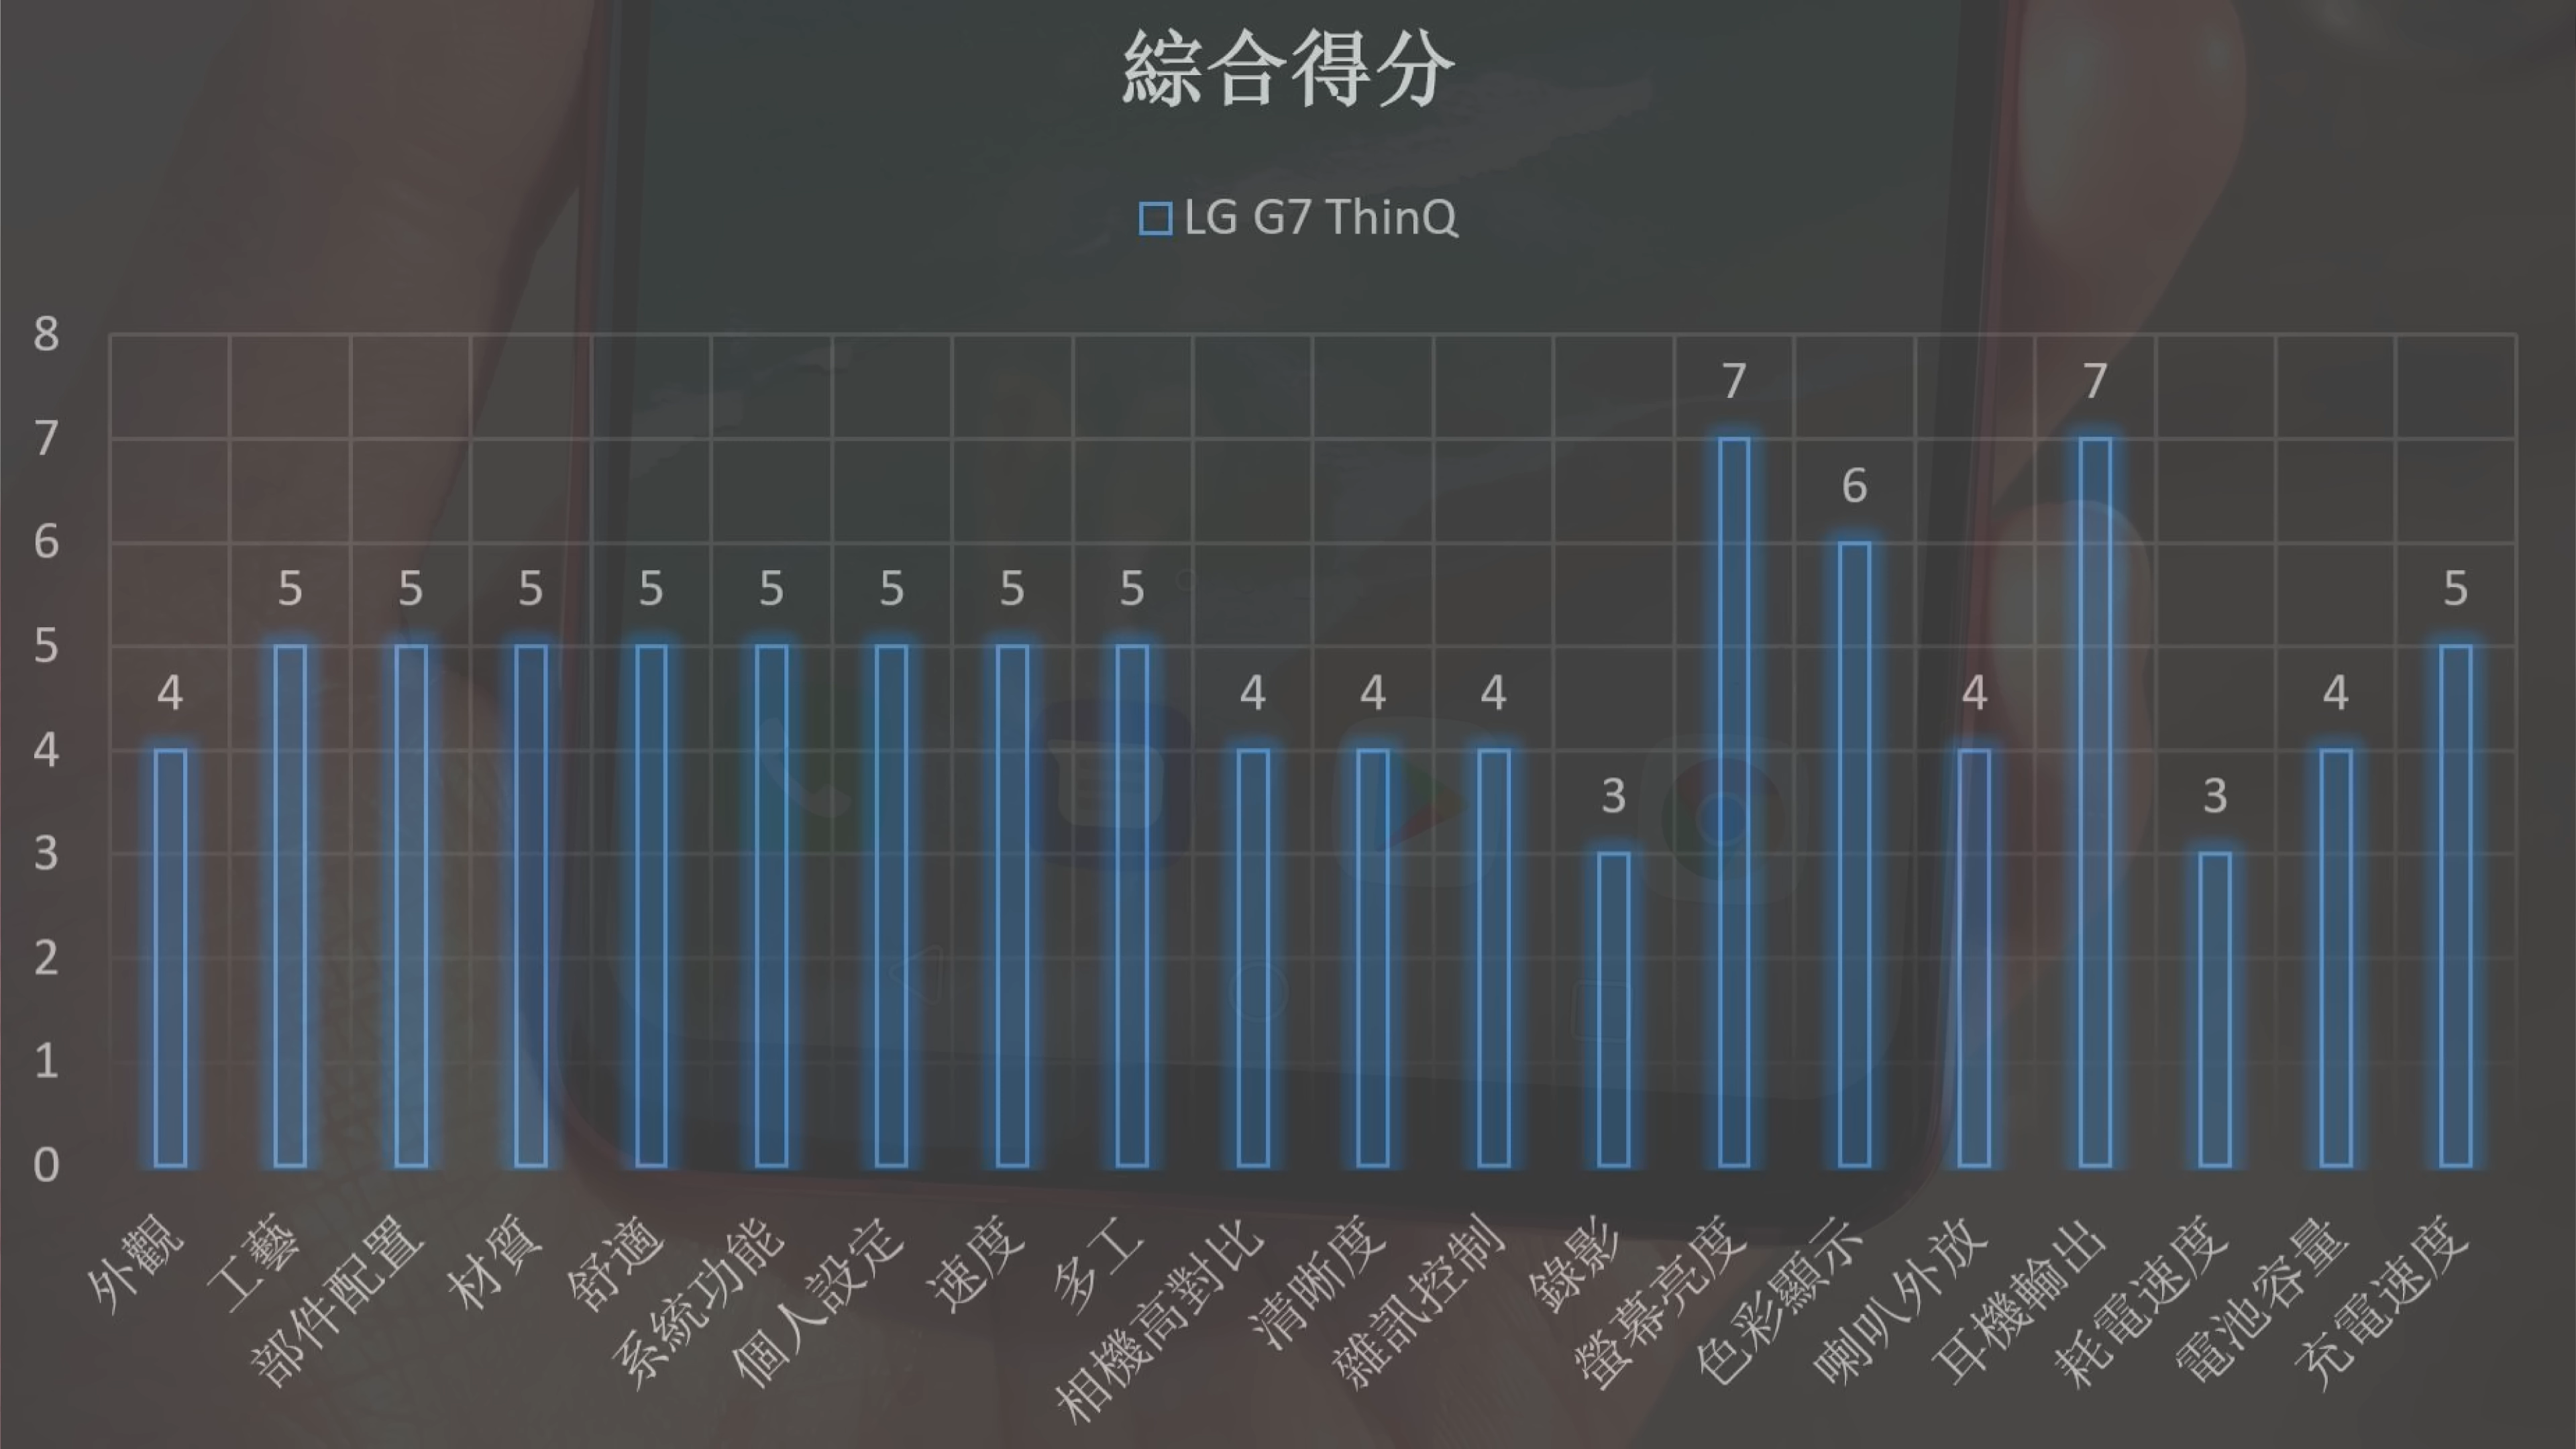 綜合得分
LG G7 ThinQ
8
7
6
5
4
3
2
1
0
4
5
5
5
5
5
5
5
5
4
4
4
3
7
6
4
7
3
4
5
外觀
工藝
部件配置
材質
舒適
系統功能
個人設定
速度
多工
相機高對比
清晰度
雜訊控制
錄影
螢幕亮度
色彩顯示
喇叭外放
耳機輸出
耗電速度
電池容量
充電速度